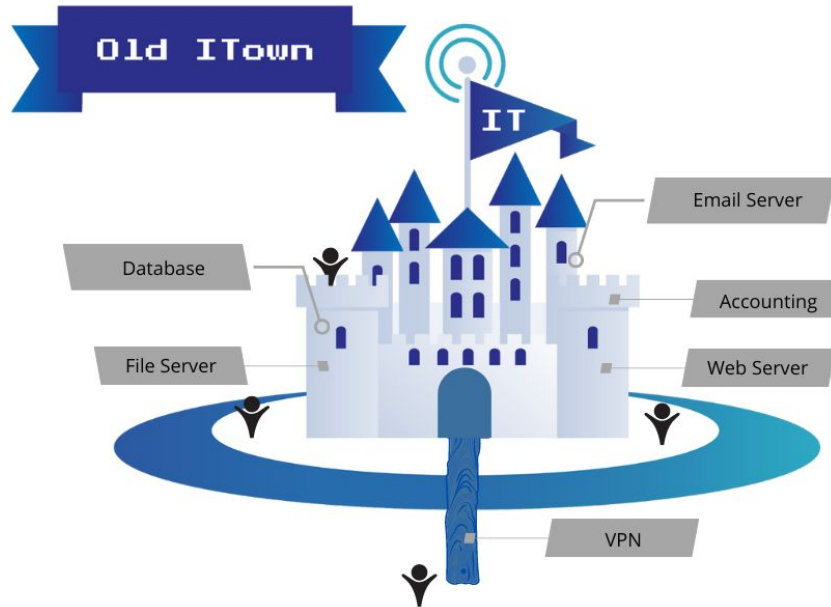 Old ITown
IT
Email Server
Database
Accounting
File Server
Web Server
VPN